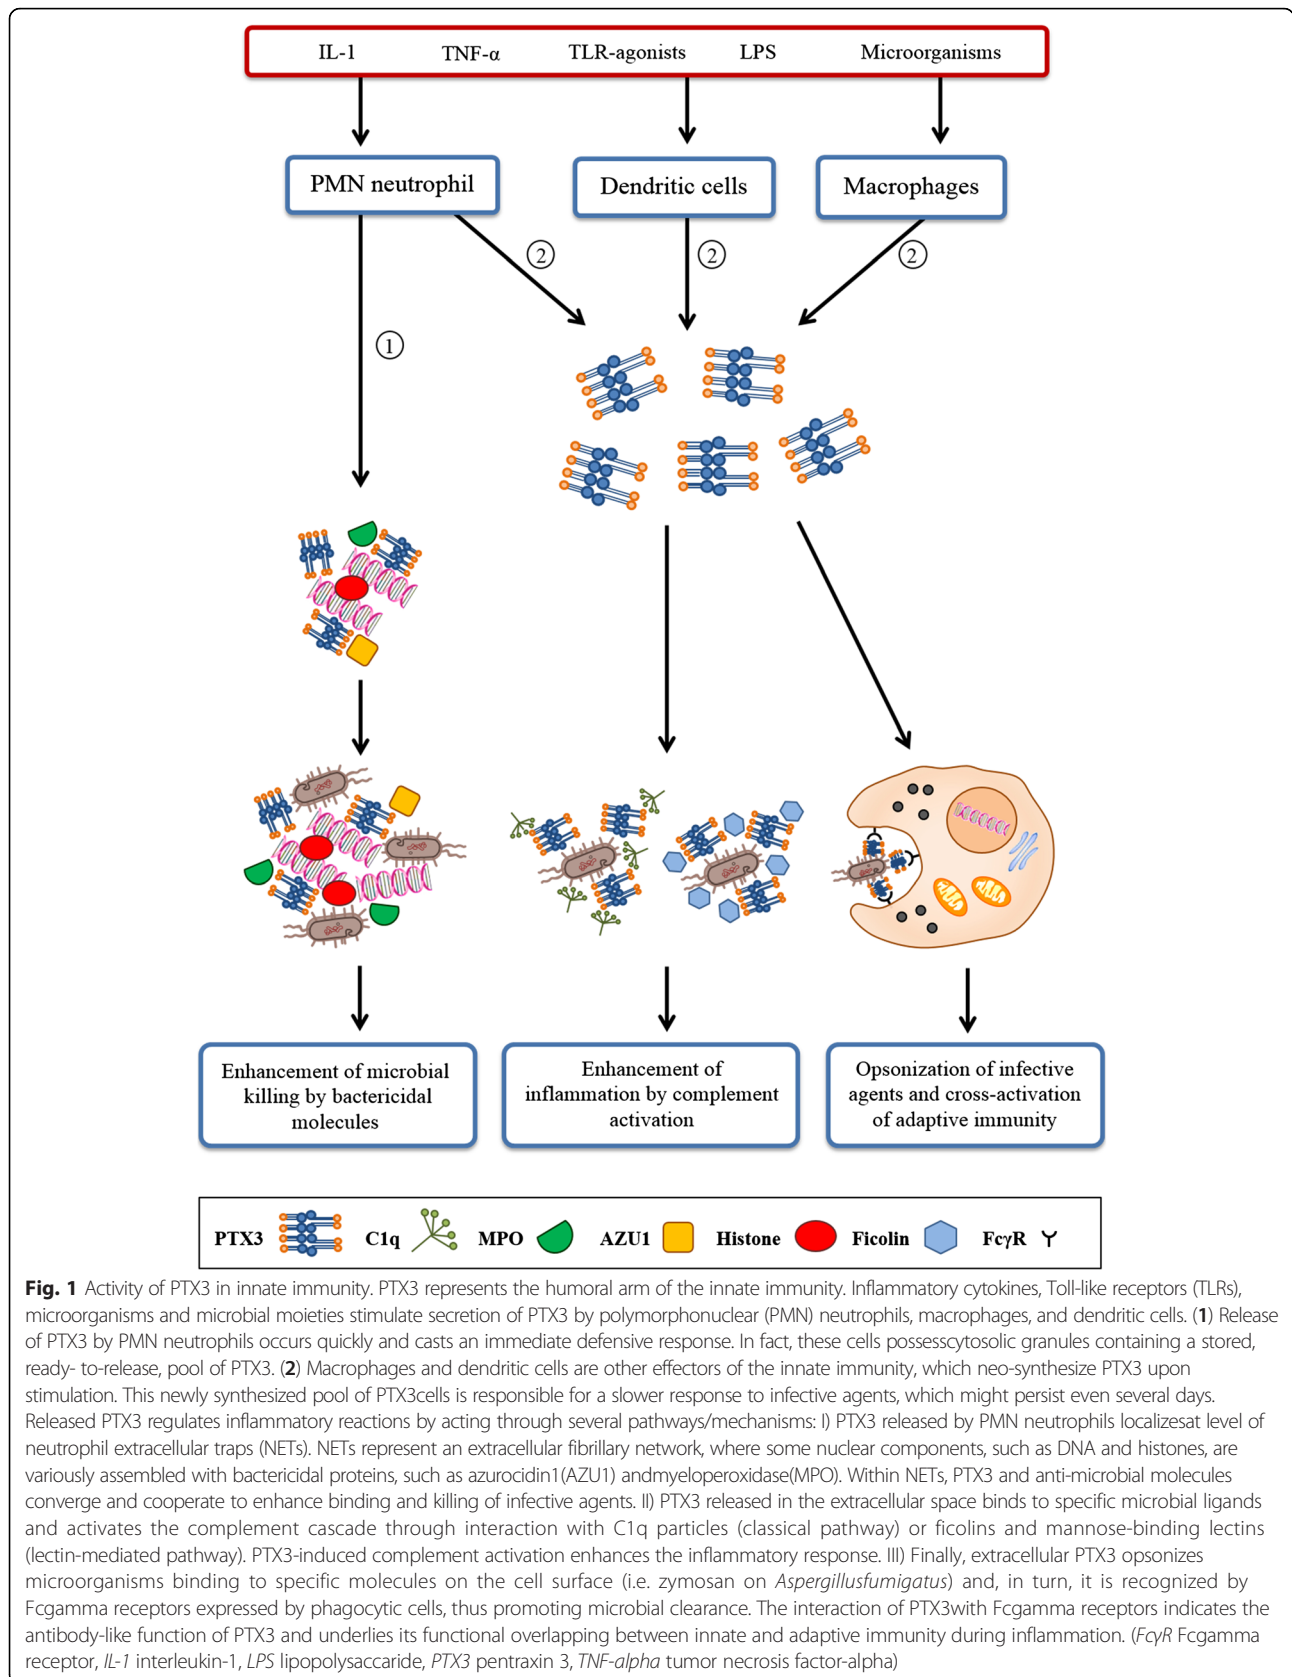 IL-1 TNF-α TLR-agonists LPS Microorganisms
PMN neutrophil Dendritic cells Macrophages
2 2 2
1
Enhancement of microbial
killing by bactericidal
molecules
Enhancement of
inflammation by complement
activation
Opsonization of infective
agents and cross-activation
of adaptive immunity
PTX3 C1q MPO AZU1 Histone Ficolin FcγR
Fig. 1 Activity of PTX3 in innate immunity. PTX3 represents the humoral arm of the innate immunity. Inflammatory cytokines, Toll-like receptors (TLRs),
microorganisms and microbial moieties stimulate secretion of PTX3 by polymorphonuclear (PMN) neutrophils, macrophages, and dendritic cells. (1) Release
of PTX3 by PMN neutrophils occurs quickly and casts an immediate defensive response. In fact, these cells possesscytosolic granules containing a stored,
ready- to-release, pool of PTX3. (2) Macrophages and dendritic cells are other effectors of the innate immunity, which neo-synthesize PTX3 upon
stimulation. This newly synthesized pool of PTX3cells is responsible for a slower response to infective agents, which might persist even several days.
Released PTX3 regulates inflammatory reactions by acting through several pathways/mechanisms: I) PTX3 released by PMN neutrophils localizesat level of
neutrophil extracellular traps (NETs). NETs represent an extracellular fibrillary network, where some nuclear components, such as DNA and histones, are
variously assembled with bactericidal proteins, such as azurocidin1(AZU1) andmyeloperoxidase(MPO). Within NETs, PTX3 and anti-microbial molecules
converge and cooperate to enhance binding and killing of infective agents. II) PTX3 released in the extracellular space binds to specific microbial ligands
and activates the complement cascade through interaction with C1q particles (classical pathway) or ficolins and mannose-binding lectins
(lectin-mediated pathway). PTX3-induced complement activation enhances the inflammatory response. III) Finally, extracellular PTX3 opsonizes
microorganisms binding to specific molecules on the cell surface (i.e. zymosan on Aspergillusfumigatus) and, in turn, it is recognized by
Fcgamma receptors expressed by phagocytic cells, thus promoting microbial clearance. The interaction of PTX3with Fcgamma receptors indicates the
antibody-like function of PTX3 and underlies its functional overlapping between innate and adaptive immunity during inflammation. (FcγR Fcgamma
receptor, IL-1 interleukin-1, LPS lipopolysaccaride, PTX3 pentraxin 3, TNF-alpha tumor necrosis factor-alpha)